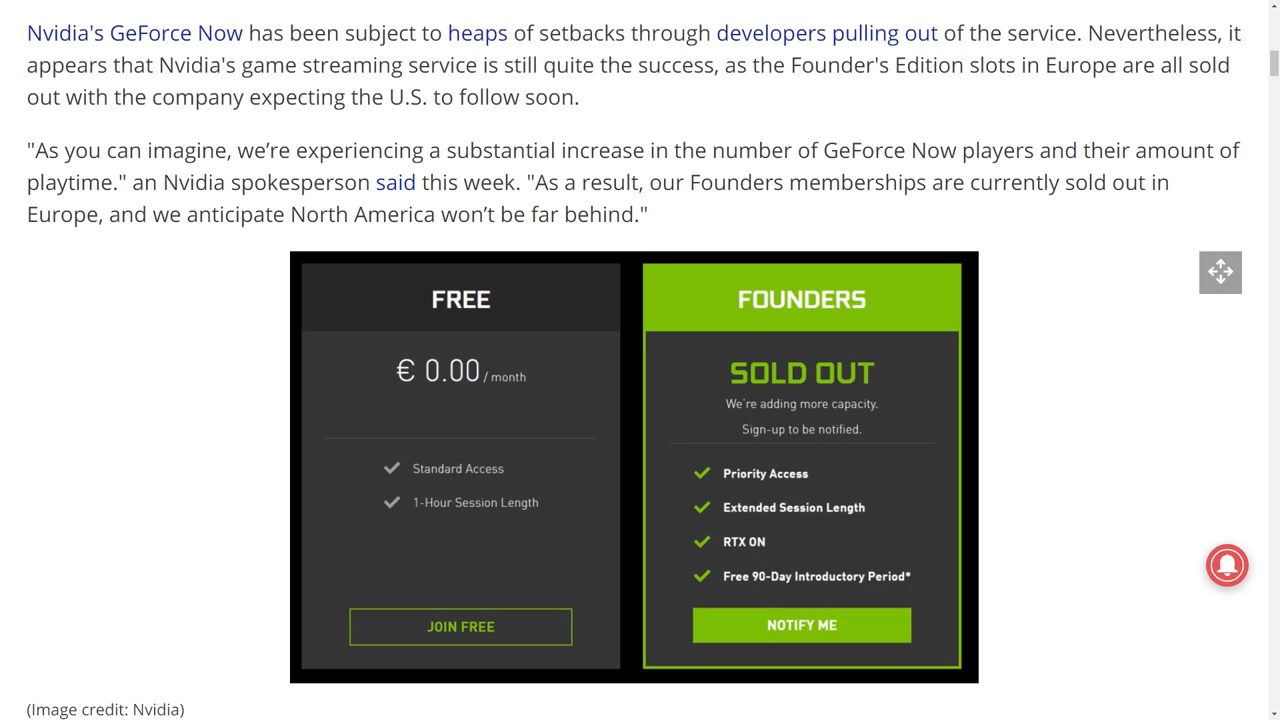 Nvidia's GeForce Now has been subject to heaps of setbacks through developers pulling out of the service. Nevertheless, it
appears that Nvidia's game streaming service is still quite the success, as the Founder's Edition slots in Europe are all sold
out with the company expecting the U.S. to follow soon.
"As you can imagine, we’re experiencing a substantial increase in the number of GeForce Now players and their amount of
playtime." an Nvidia spokesperson said this week. "As a result, our Founders memberships are currently sold out in
Europe, and we anticipate North America won’t be far behind."
FREE
€ 0.00 / month
Standard Access
1-Hour Session Length
JOIN FREE
FOUNDERS
SOLD OUT
We're adding more capacity.
Sign-up to be notified.
Priority Access
Extended Session Length
RTX ON
Free 90-Day Introductory Period*
NOTIFY ME
(Image credit: Nvidia)